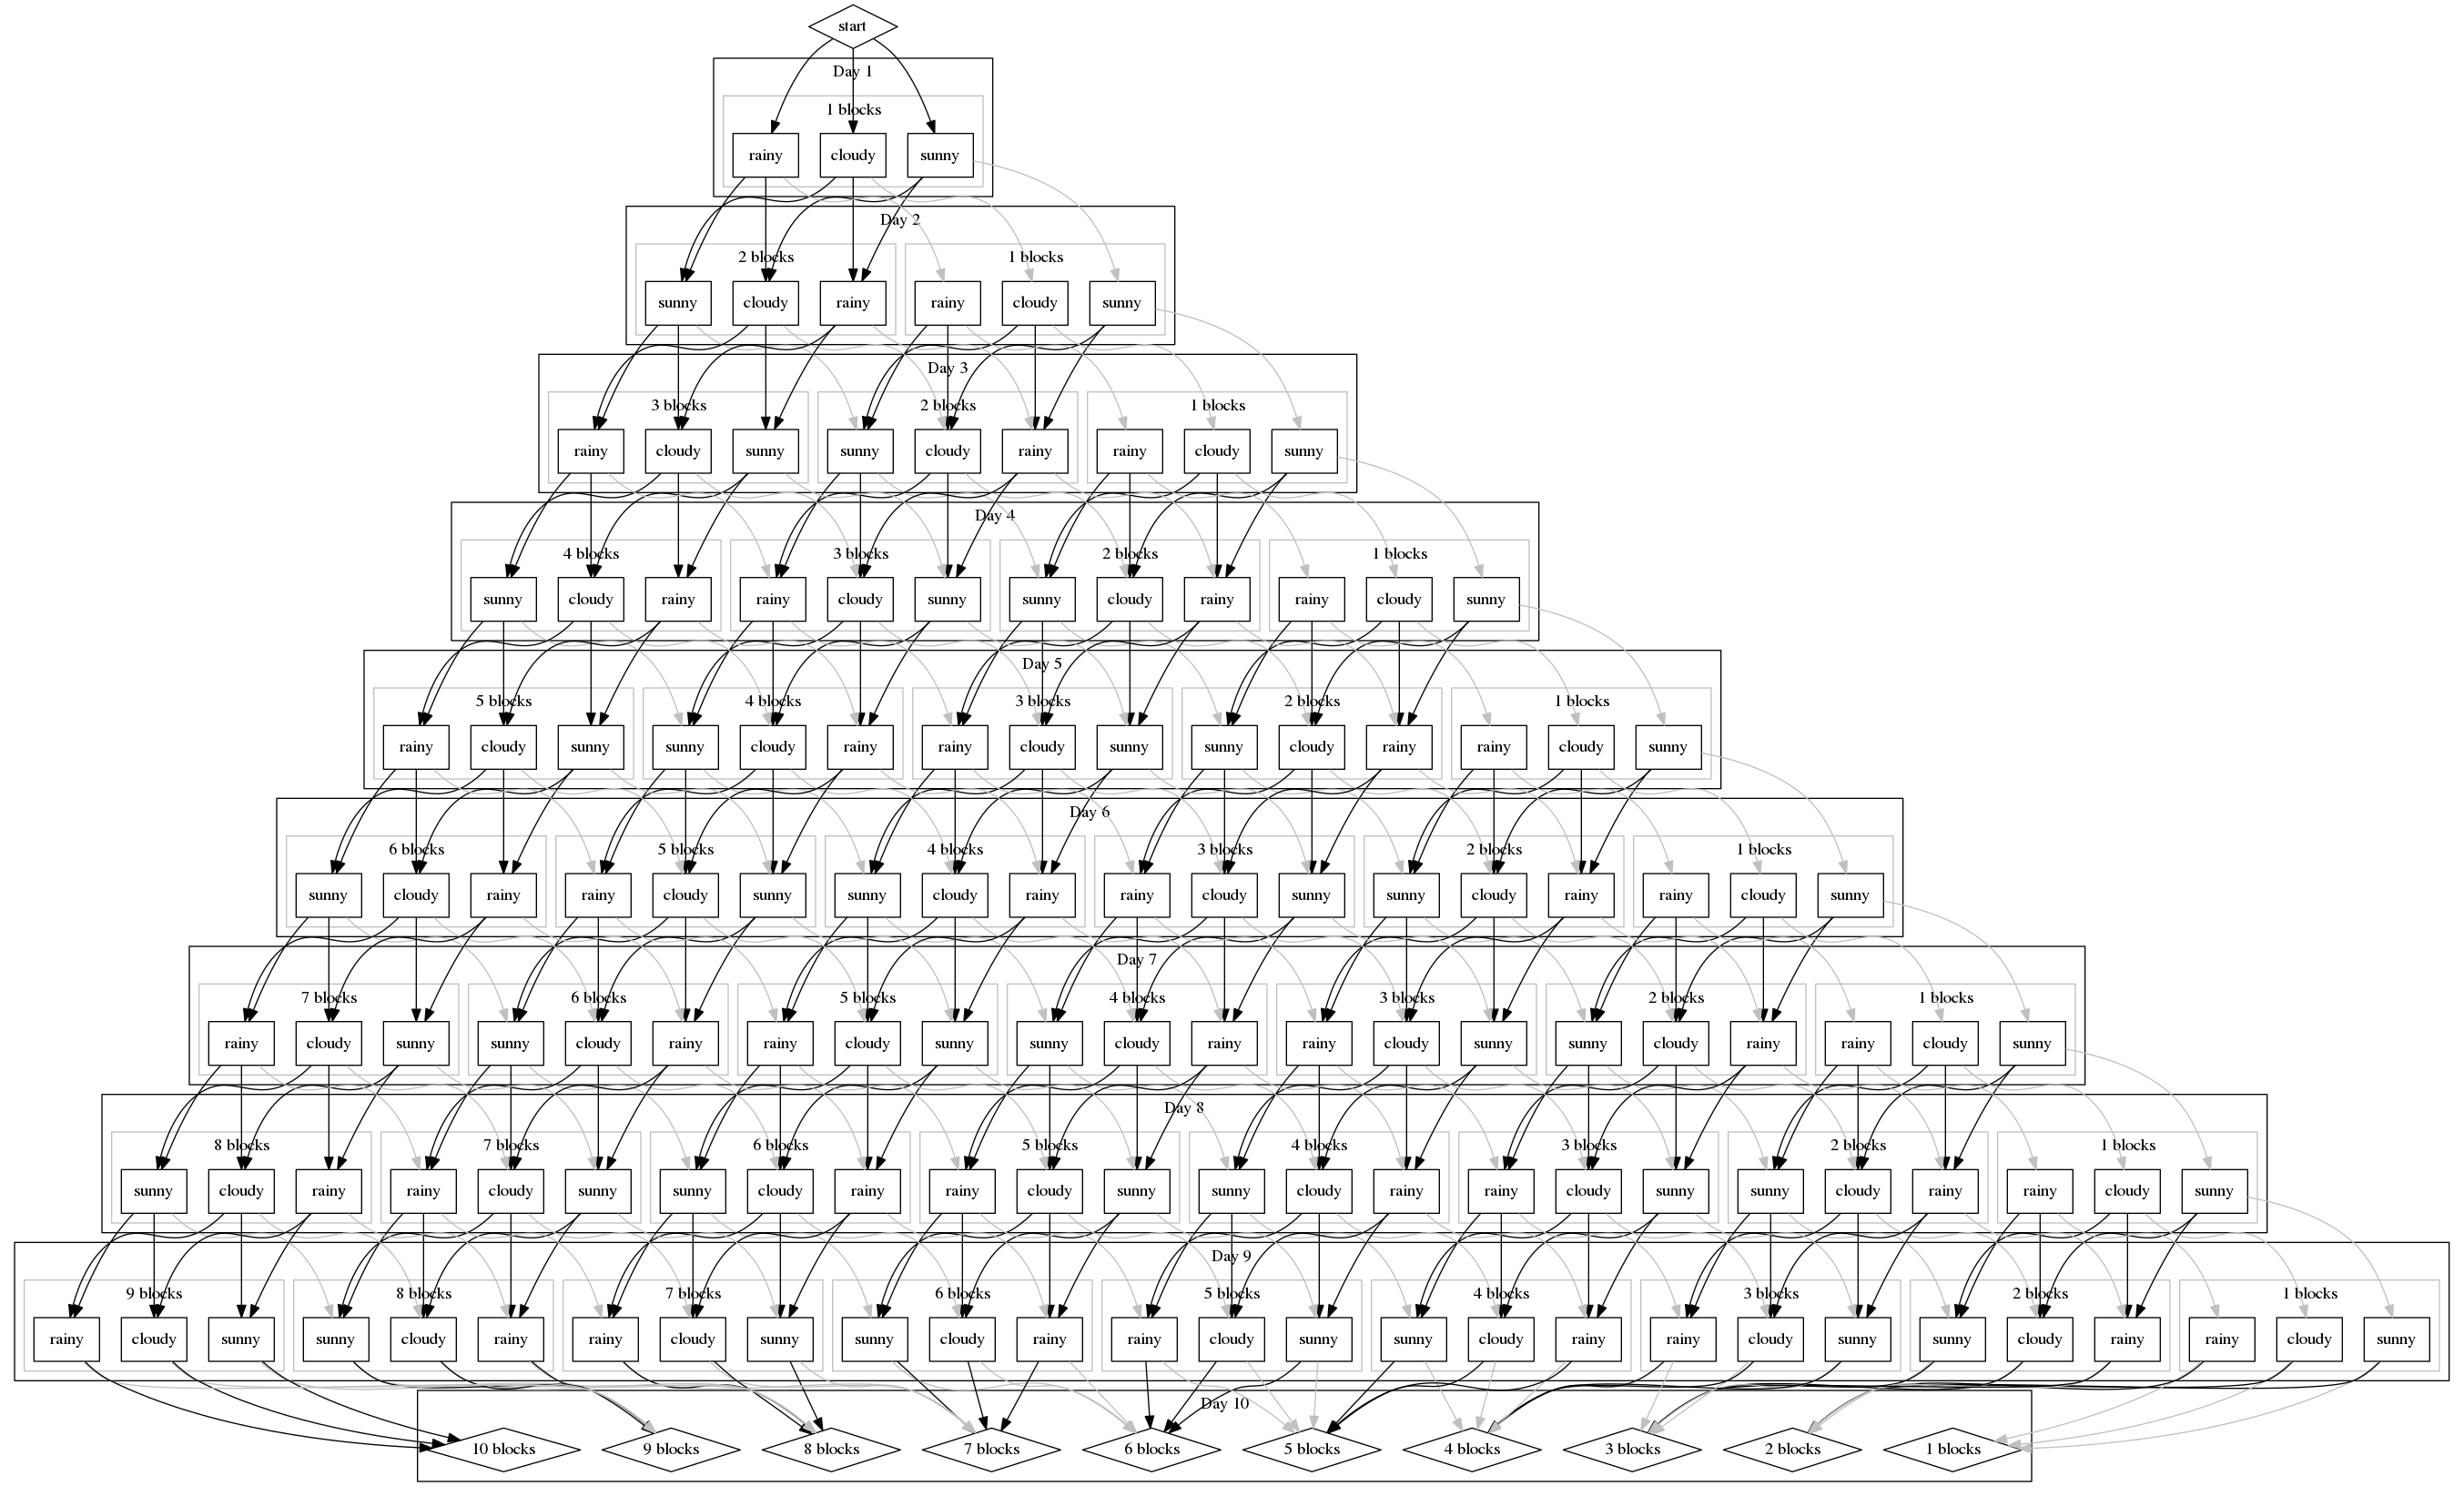 start
Day 1
1 blocks
rainy cloudy sunny
Day 2
2 blocks 1 blocks
sunny cloudy rainy rainy cloudy sunny
Day 3
3 blocks 2 blocks 1 blocks
rainy cloudy sunny sunny cloudy rainy rainy cloudy sunny
Day 4
4 blocks 3 blocks 2 blocks 1 blocks
sunny cloudy rainy rainy cloudy sunny sunny cloudy rainy rainy cloudy sunny
Day 5
5 blocks 4 blocks 3 blocks 2 blocks 1 blocks
rainy cloudy sunny sunny cloudy rainy rainy cloudy sunny sunny cloudy rainy rainy cloudy sunny
Day 6
6 blocks 5 blocks 4 blocks 3 blocks 2 blocks 1 blocks
sunny cloudy rainy rainy cloudy sunny sunny cloudy rainy rainy cloudy sunny sunny cloudy rainy rainy cloudy sunny
Day 7
7 blocks 6 blocks 5 blocks 4 blocks 3 blocks 2 blocks 1 blocks
rainy cloudy sunny sunny cloudy rainy rainy cloudy sunny sunny cloudy rainy rainy cloudy sunny sunny cloudy rainy rainy cloudy sunny
Day 8
8 blocks 7 blocks 6 blocks 5 blocks 4 blocks 3 blocks 2 blocks 1 blocks
sunny cloudy rainy rainy cloudy sunny sunny cloudy rainy rainy cloudy sunny sunny cloudy rainy rainy cloudy sunny sunny cloudy rainy rainy cloudy sunny
Day 9
9 blocks 8 blocks 7 blocks 6 blocks 5 blocks 4 blocks 3 blocks 2 blocks 1 blocks
rainy cloudy sunny sunny cloudy rainy rainy cloudy sunny sunny cloudy rainy rainy cloudy sunny sunny cloudy rainy rainy cloudy sunny sunny cloudy rainy rainy cloudy sunny
Day 10
10 blocks 9 blocks 8 blocks 7 blocks 6 blocks 5 blocks 4 blocks 3 blocks 2 blocks 1 blocks